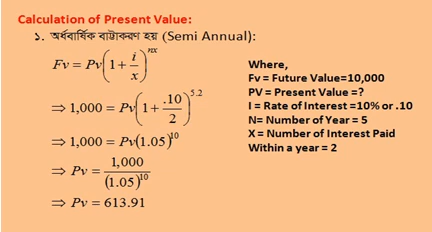 Calculation of Present Value:
১. অর্ধবার্ষিক বাট্টাকরণ হয় (Semi Annual):
Fv = Pv(1 + i/x)^nx
⇒ 1,000 = Pv(1 + .10/2)^5.2
⇒ 1,000 = Pv(1.05)^10
⇒ Pv = 1,000/(1.05)^10
⇒ Pv = 613.91
Where,
Fv = Future Value=10,000
PV = Present Value =?
I = Rate of Interest =10% or .10
N= Number of Year = 5
X = Number of Interest Paid
Within a year = 2